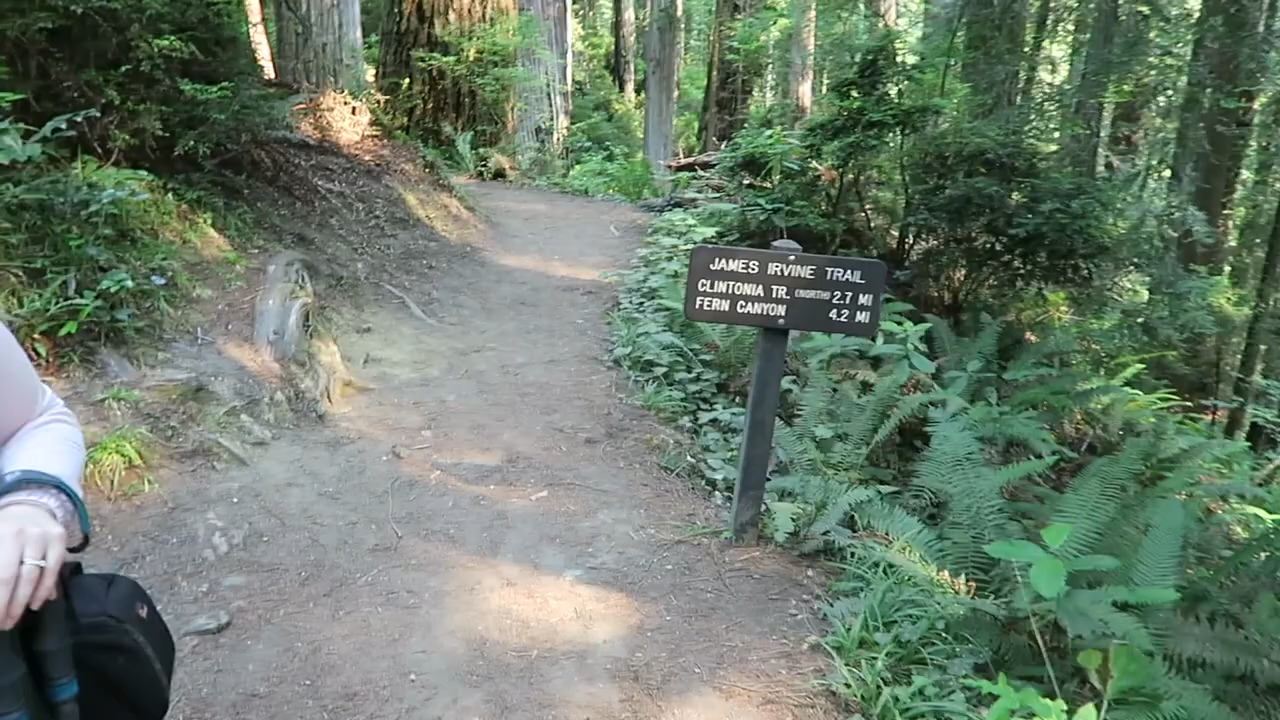 JAMES IRVINE TRAIL
CLINTONIA TR. (NORTH) 2.7 MI
FERN CANYON 4.2 MI